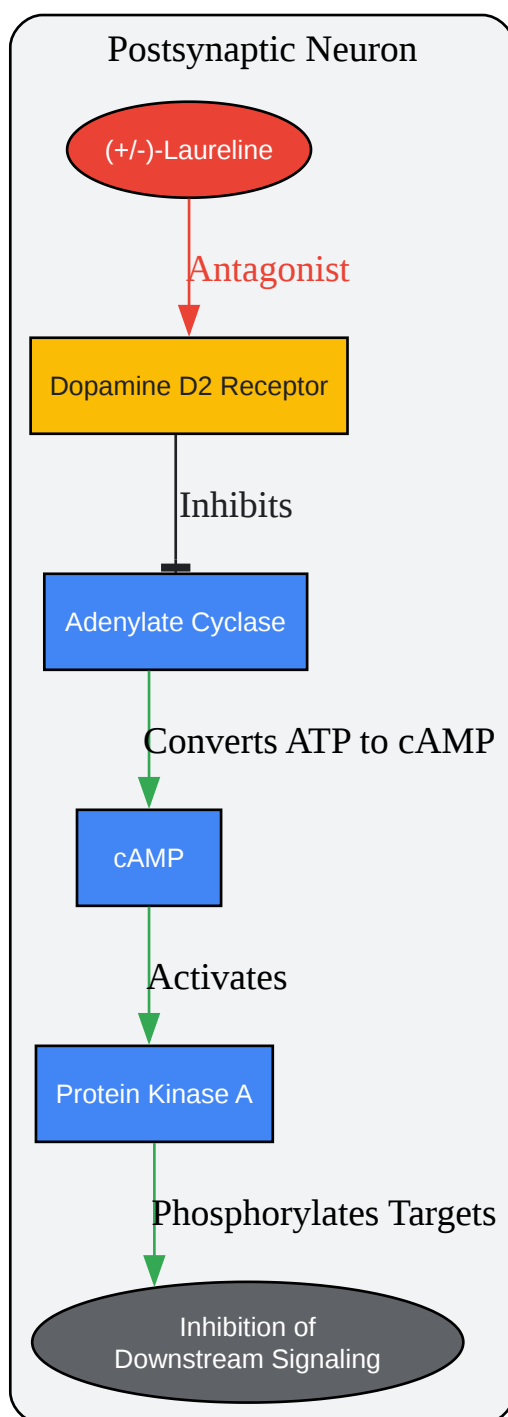 Postsynaptic Neuron
(+/-)-Laureline
Antagonist
Dopamine D2 Receptor
Inhibits
Adenylate Cyclase
Converts ATP to cAMP
cAMP
Activates
Protein Kinase A
Phosphorylates Targets
Inhibition of
Downstream Signaling